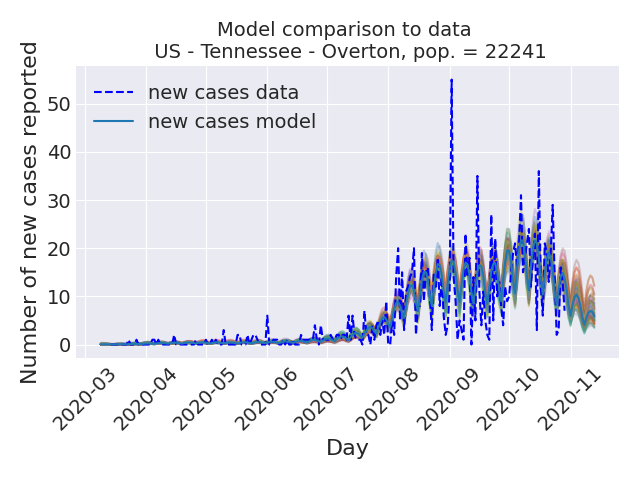 Model comparison to data
US - Tennessee - Overton, pop. = 22241
Number of new cases reported
50
40
30
20
10
0
new cases data
new cases model
2020-03
2020-04
2020-05
2020-06
2020-07
2020-08
2020-09
2020-10
2020-11
Day